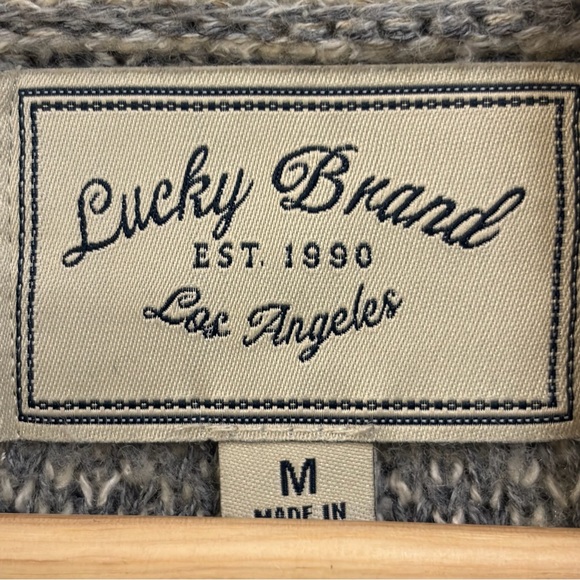 Lucky Brand
EST. 1990
Los Angeles
M
MADE IN